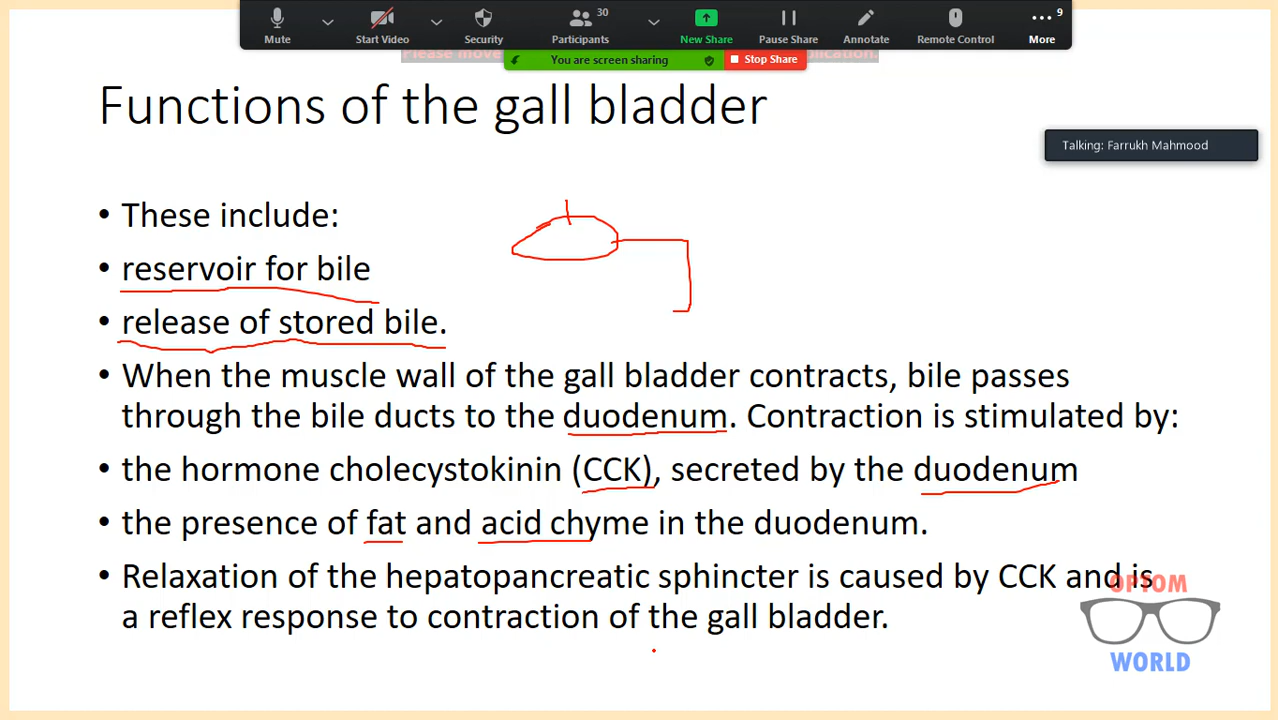 Mute
Start Video
Security
Participants
30
New Share
Pause Share
Annotate
Remote Control
More
9
Please move
You are screen sharing
Stop Share
Functions of the gall bladder
Talking: Farrukh Mahmood
• These include:
• reservoir for bile
• release of stored bile.
• When the muscle wall of the gall bladder contracts, bile passes
through the bile ducts to the duodenum. Contraction is stimulated by:
• the hormone cholecystokinin (CCK), secreted by the duodenum
• the presence of fat and acid chyme in the duodenum.
• Relaxation of the hepatopancreatic sphincter is caused by CCK and is
a reflex response to contraction of the gall bladder.
OPTOM
WORLD